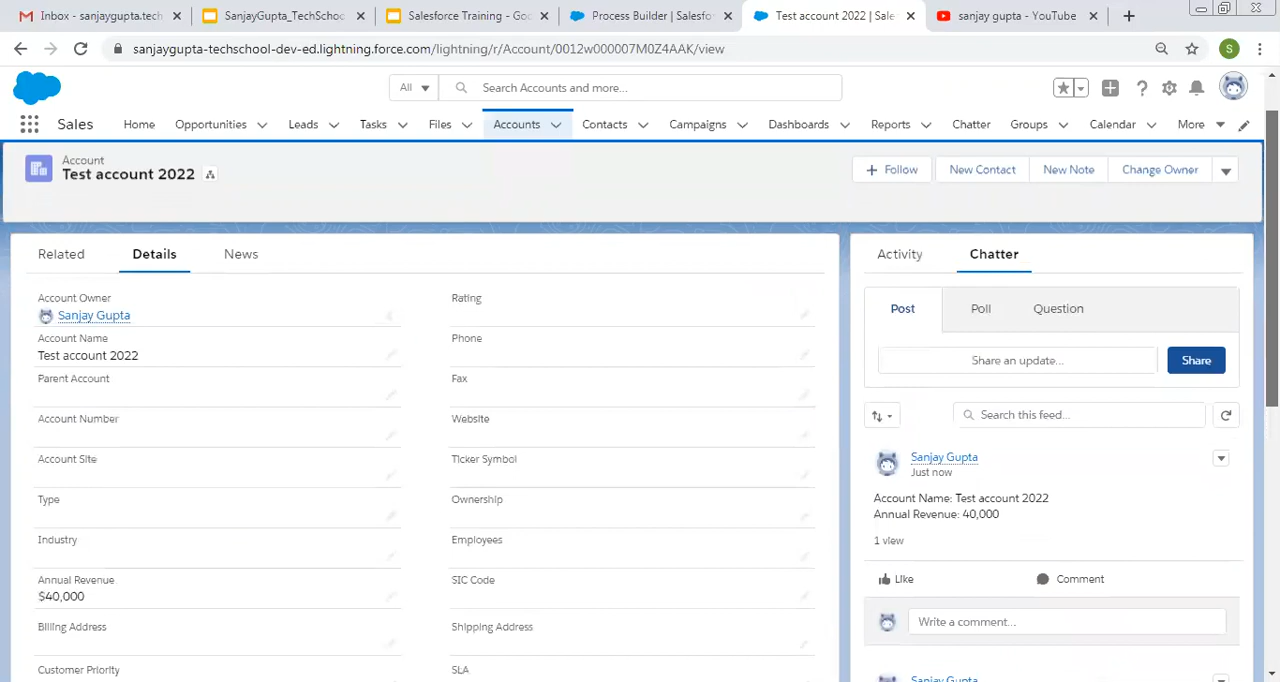 Inbox - sanjaygupta.tech
SanjayGupta_TechSchoo
Salesforce Training - Goo
Process Builder | Salesfo
Test account 2022 | Sale
sanjay gupta - YouTube
sanjaygupta-techschool-dev-ed.lightning.force.com/lightning/r/Account/0012w000007M0Z4AAK/view
S
All
Search Accounts and more...
Sales
Home
Opportunities
Leads
Tasks
Files
Accounts
Contacts
Campaigns
Dashboards
Reports
Chatter
Groups
Calendar
More
Account
Test account 2022
Follow
New Contact
New Note
Change Owner
Related
Details
News
Account Owner
Sanjay Gupta
Account Name
Test account 2022
Parent Account
Account Number
Account Site
Type
Industry
Annual Revenue
$40,000
Billing Address
Customer Priority
Rating
Phone
Fax
Website
Ticker Symbol
Ownership
Employees
SIC Code
Shipping Address
SLA
Activity
Chatter
Post
Poll
Question
Share an update...
Share
Search this feed...
Sanjay Gupta
Just now
Account Name: Test account 2022
Annual Revenue: 40,000
1 view
Like
Comment
Write a comment...
Sanjay Gupta